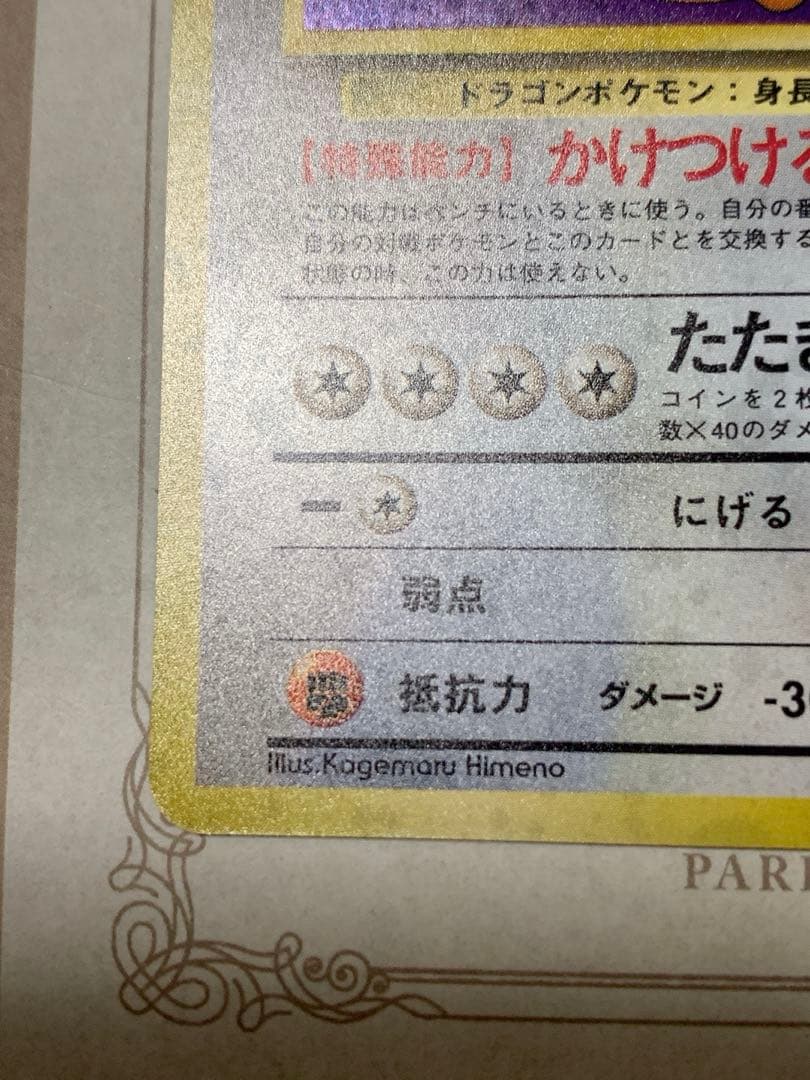 ドラゴンポケモン：身長
【特殊能力】かけつける
この能力はベンチにいるときに使う。自分の番
自分の対戦ポケモンとこのカードとを交換する
状態の時、この力は使えない。
たたき
コインを2枚
数×40のダメ
にげる
弱点
抵抗力 ダメージ -30
Illus.Kagemaru Himeno
PAR